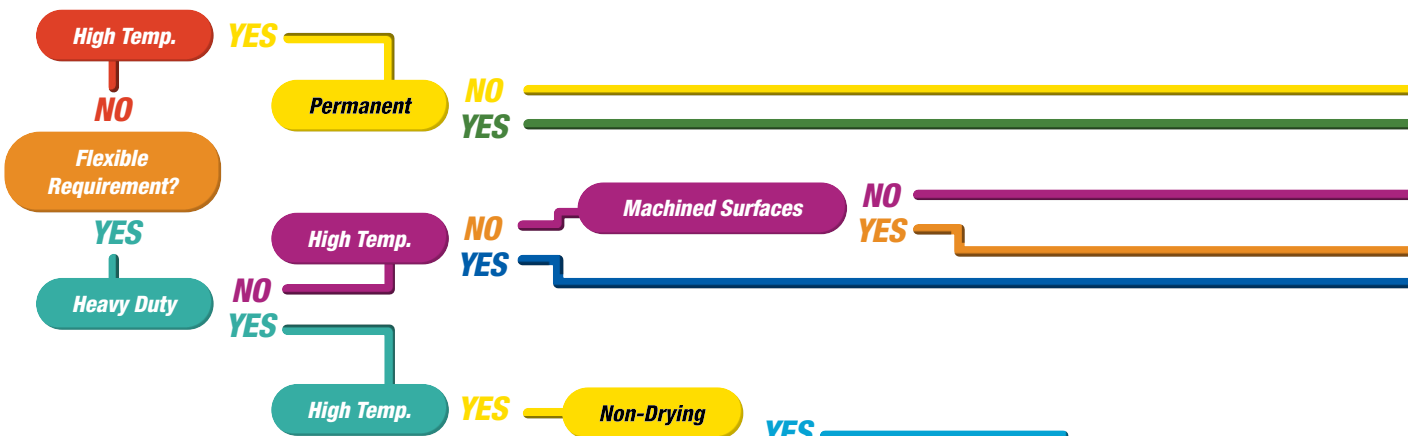 High Temp.
YES
Permanent
NO
YES
NO
Flexible
Requirement?
YES
High Temp.
NO
YES
Machined Surfaces
NO
YES
Heavy Duty
NO
YES
High Temp.
YES
Non-Drying
YES